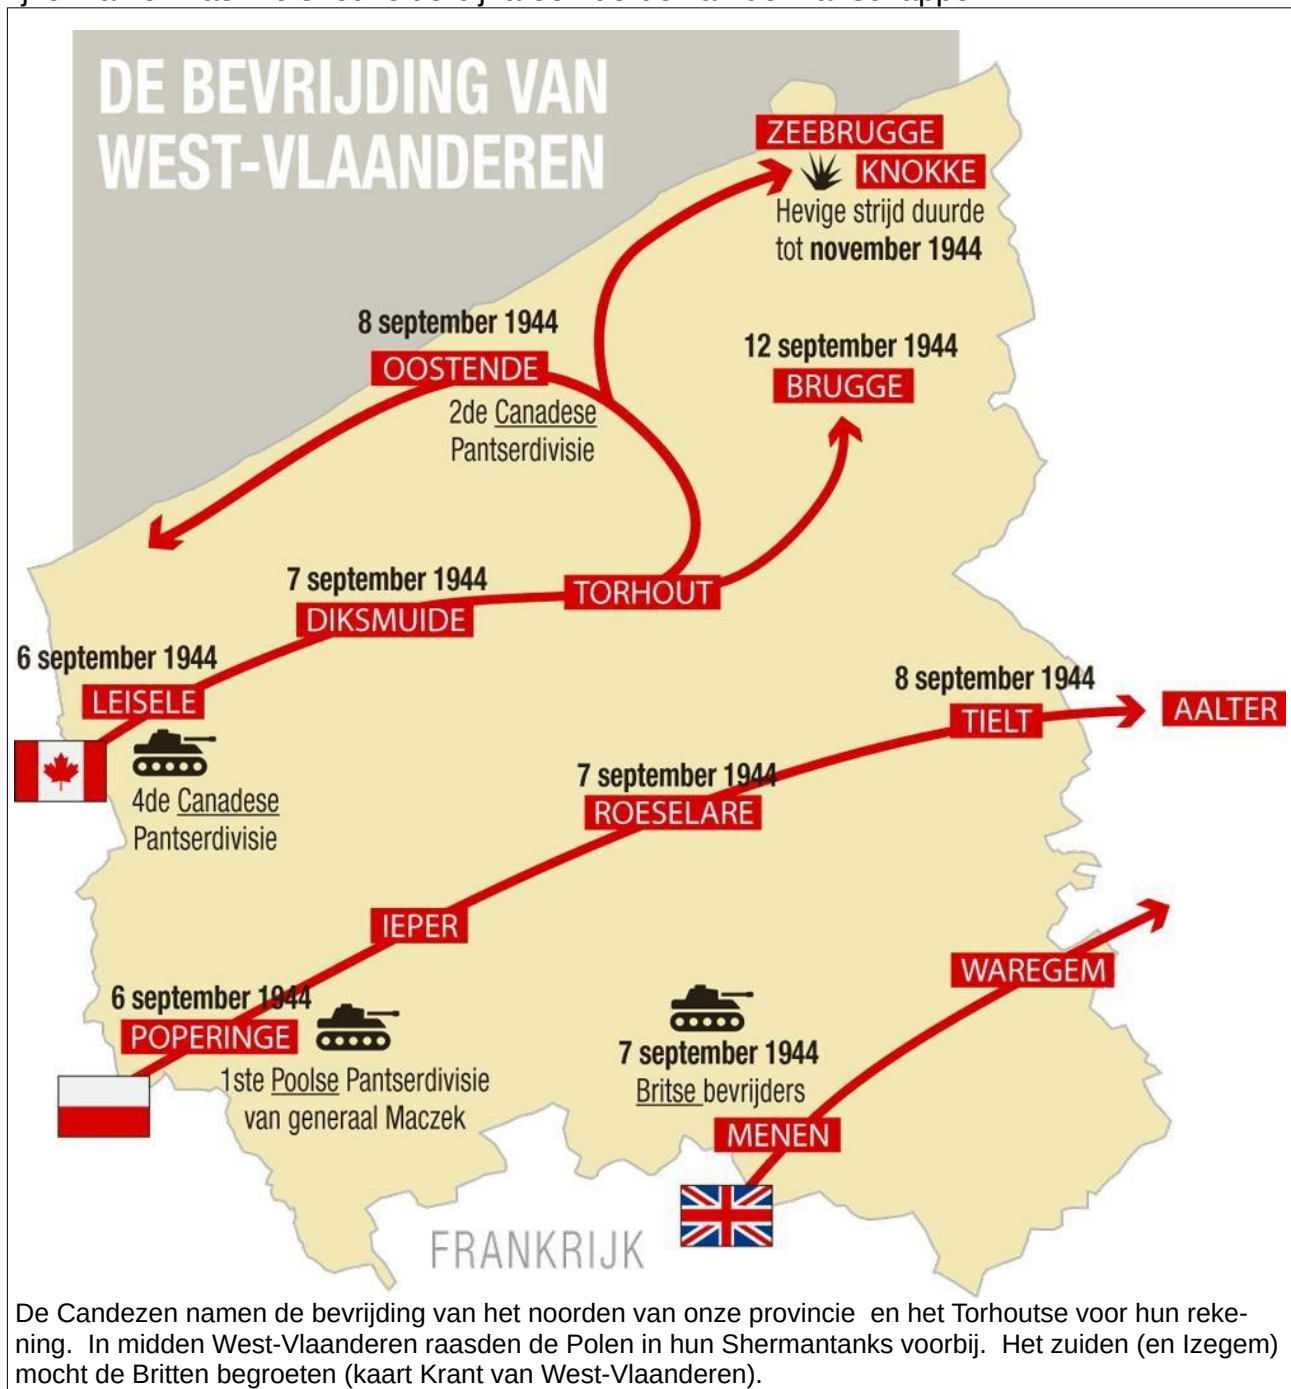 DE BEVRIJDING VAN
WEST-VLAANDEREN
ZEEBRUGGE
KNOKKE
Hevige strijd duurde
tot november 1944
8 september 1944
OOSTENDE
2de Canadese
Pantserdivisie
12 september 1944
BRUGGE
7 september 1944
DIKSMUIDE
TORHOUT
6 september 1944
LEISELE
4de Canadese
Pantserdivisie
8 september 1944
TIELT
AALTER
7 september 1944
ROESELARE
IEPER
6 september 1944
POPERINGE
1ste Poolse Pantserdivisie
van generaal Maczek
WAREGEM
7 september 1944
Britse bevrijders
MENEN
FRANKRIJK
De Candezen namen de bevrijding van het noorden van onze provincie en het Torhoutse voor hun reke-
ning. In midden West-Vlaanderen raasden de Polen in hun Shermantanks voorbij. Het zuiden (en Izegem)
mocht de Britten begroeten (kaart Krant van West-Vlaanderen).